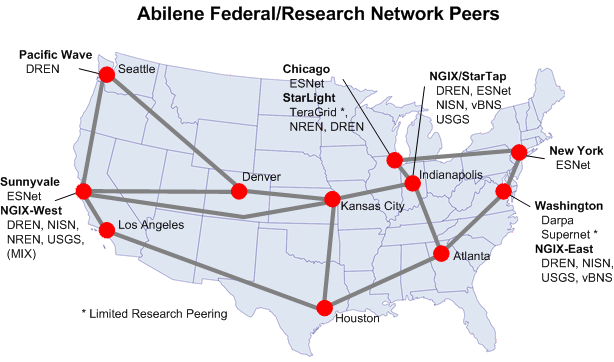 Abilene Federal/Research Network Peers
Pacific Wave
DREN
Seattle
Chicago
ESNet
StarLight
TeraGrid *,
NREN, DREN
NGIX/StarTap
DREN, ESNet
NISN, vBNS
USGS
New York
ESNet
Denver
Indianapolis
Kansas City
Sunnyvale
ESNet
NGIX-West
DREN, NISN,
NREN, USGS,
(MIX)
Los Angeles
Washington
Darpa
Supernet *
NGIX-East
DREN, NISN,
USGS, vBNS
Atlanta
Houston
* Limited Research Peering